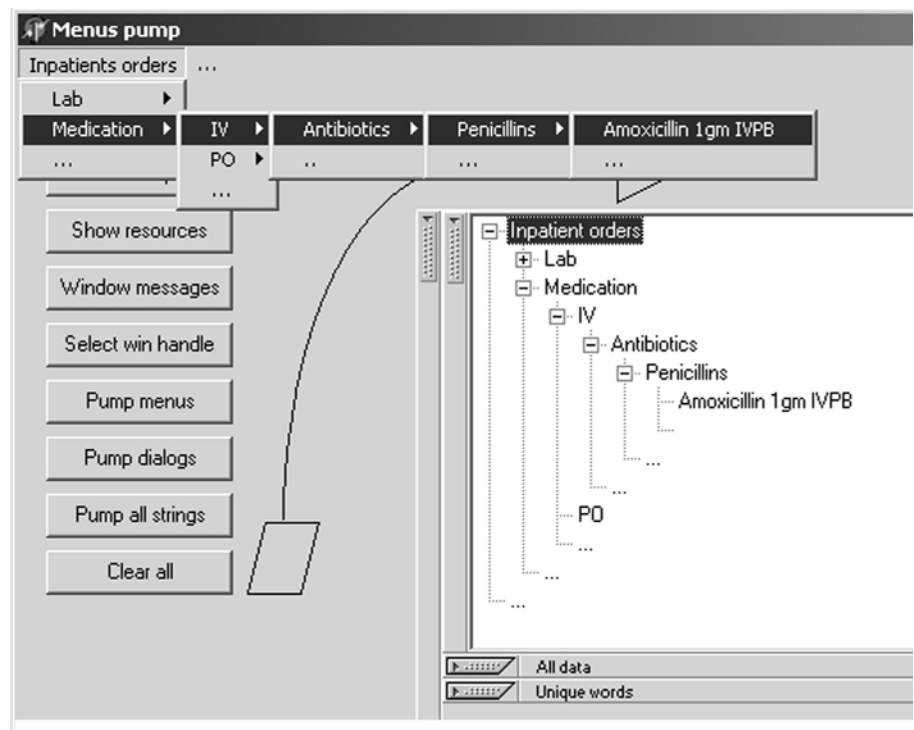 Menus pump
Inpatients orders ...
Lab
Medication IV Antibiotics Penicillins Amoxicillin 1gm IVPB
... PO .. ... ...
...
Show resources
Window messages
Select win handle
Pump menus
Pump dialogs
Pump all strings
Clear all
Inpatient orders
Lab
Medication
IV
Antibiotics
Penicillins
Amoxicillin 1gm IVPB
...
...
PO
...
...
...
All data
Unique words